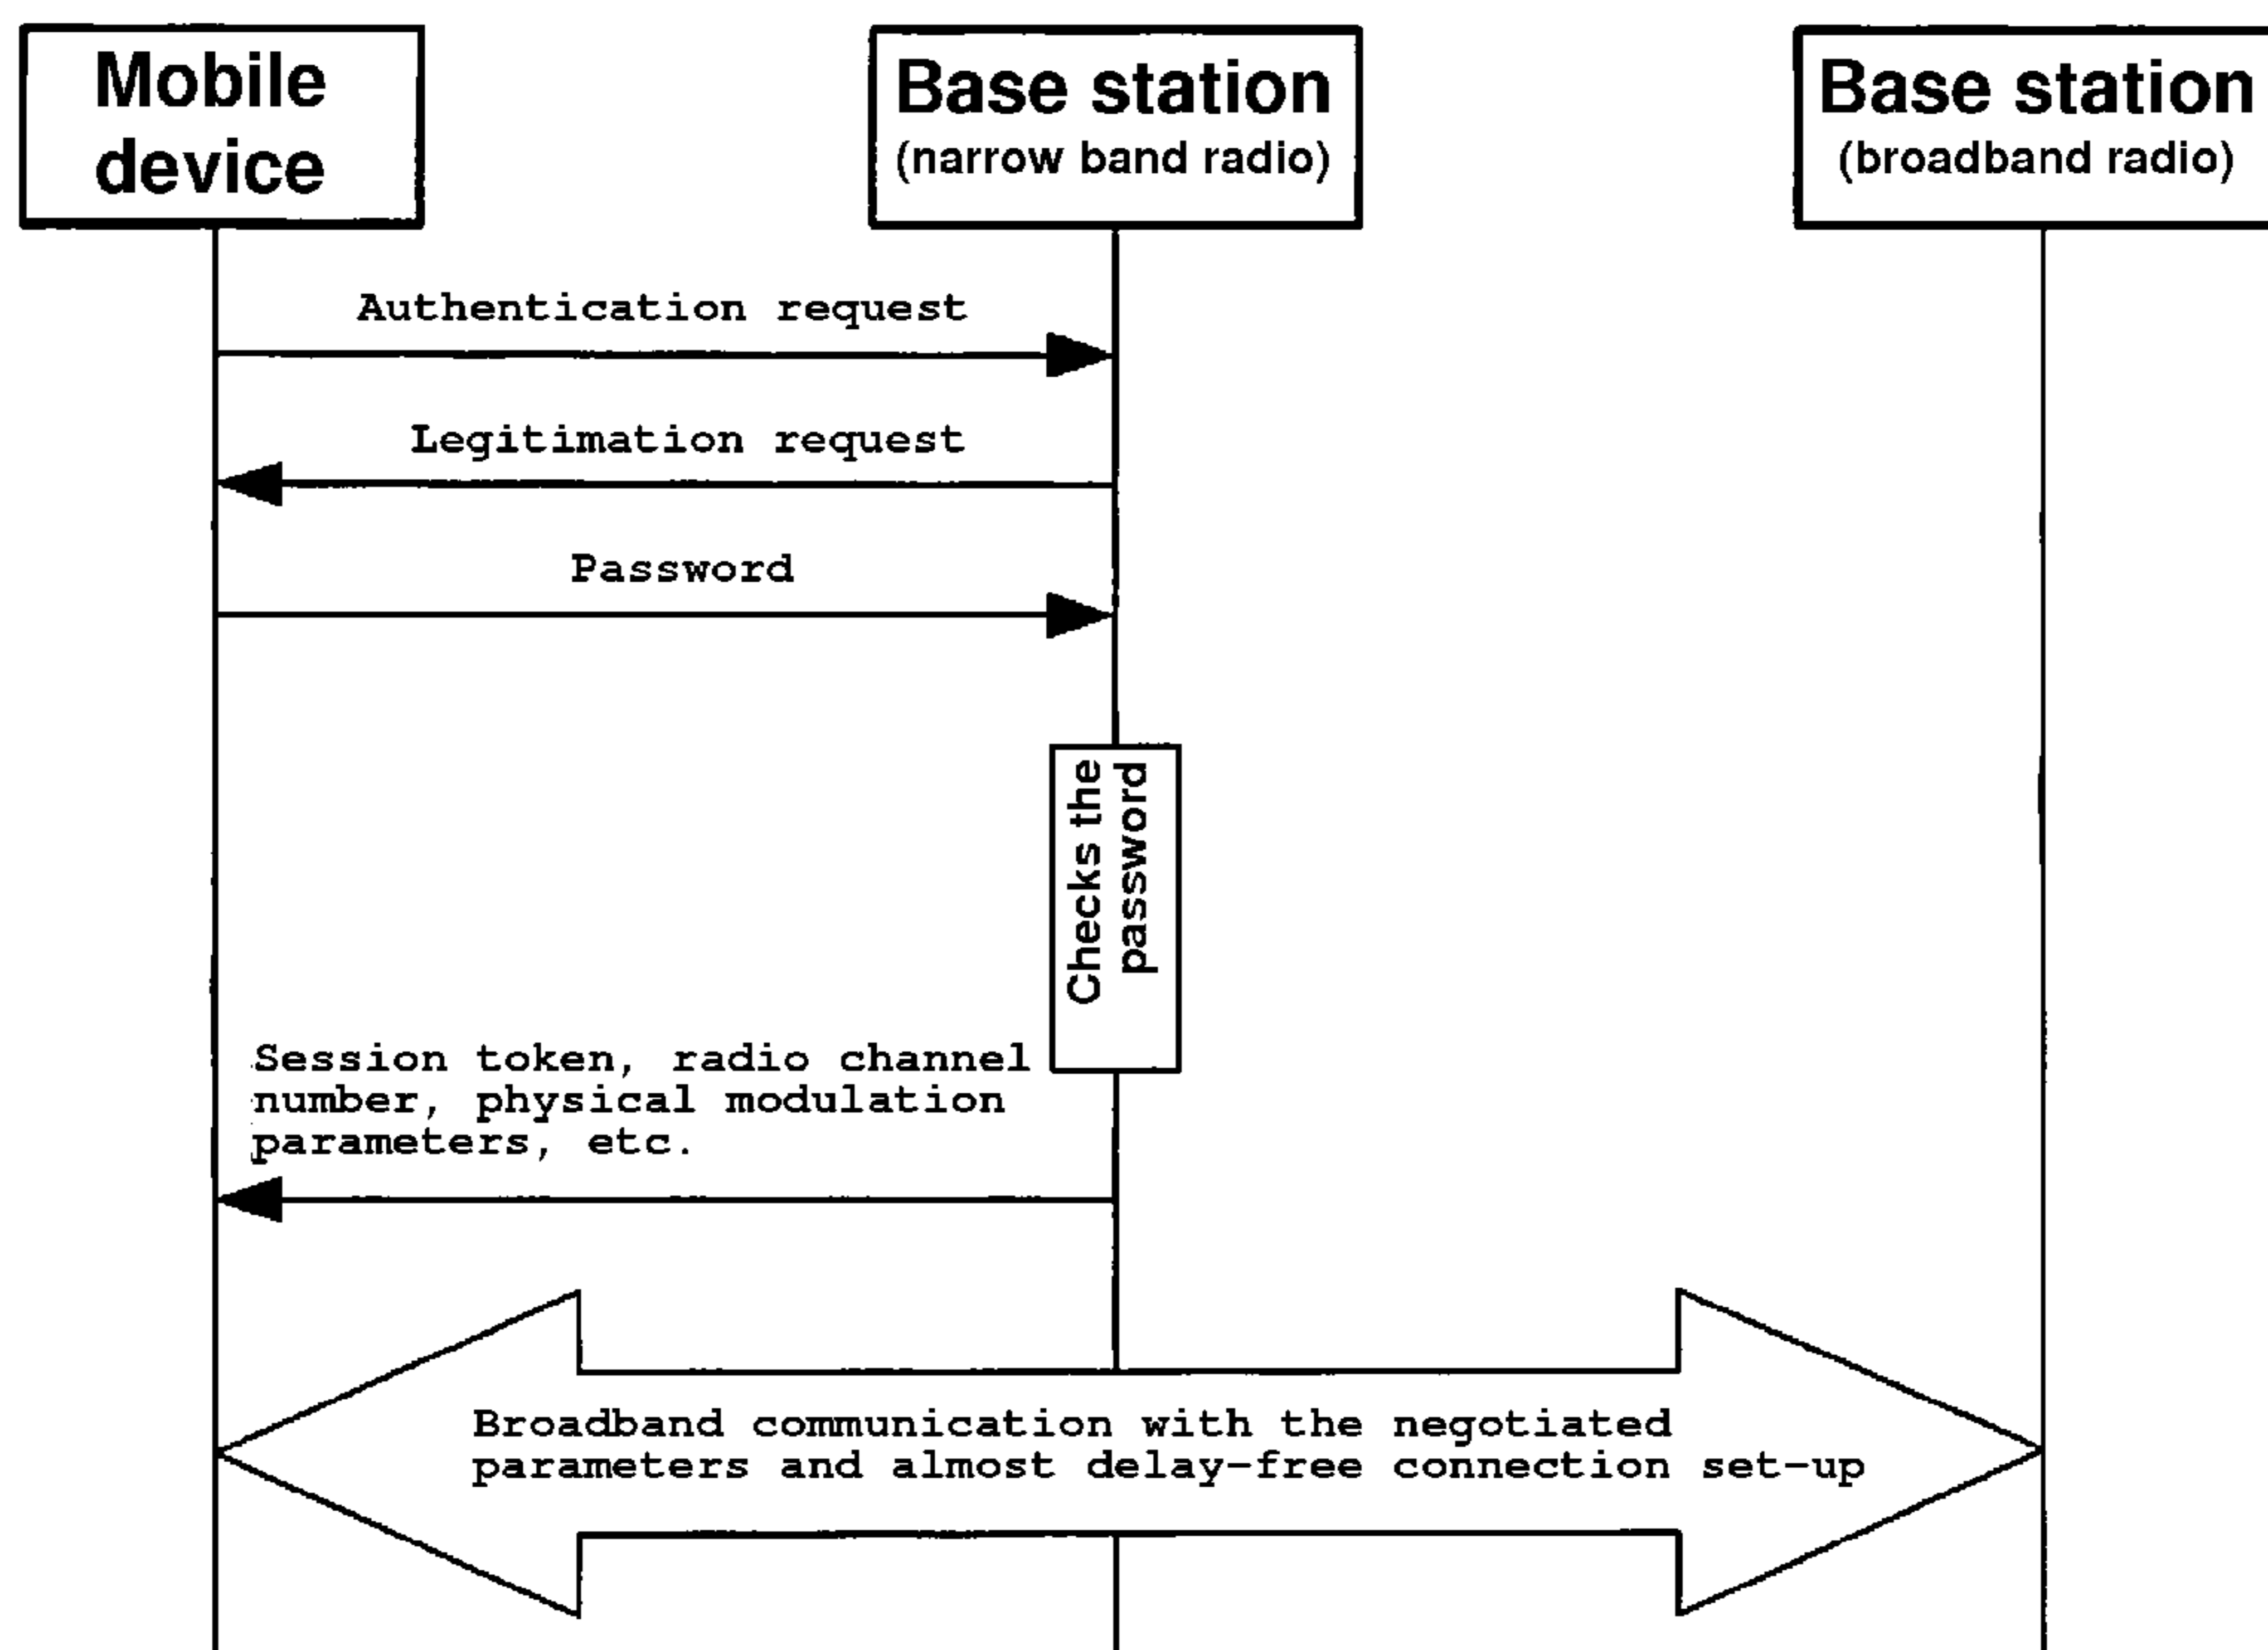 Mobile
device
Base station
(narrow band radio)
Base station
(broadband radio)
Authentication request
Legitimation request
Password
Checks the
password
Session token, radio channel
number, physical modulation
parameters, etc.
Broadband communication with the negotiated
parameters and almost delay-free connection set-up